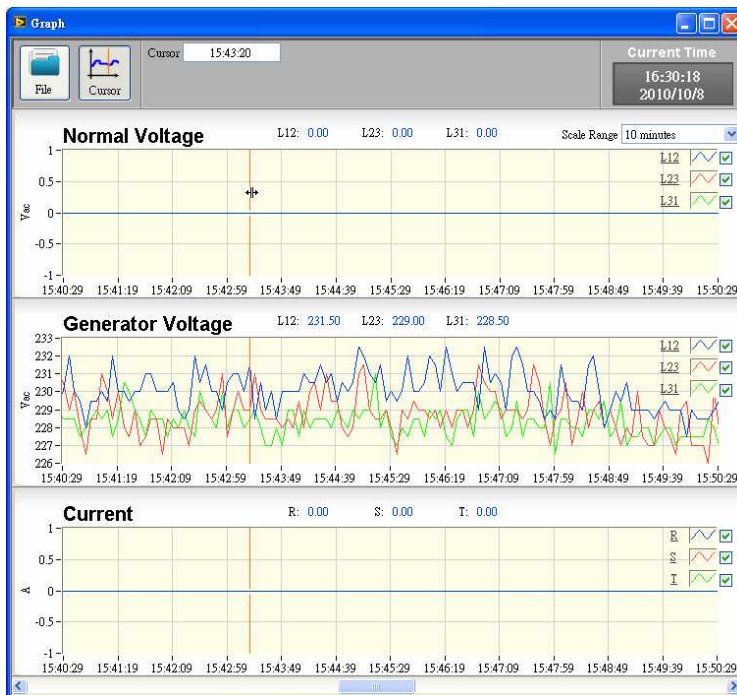 Graph
Current Time
Cursor 15:43:20
16:30:18
2010/10/8
File
Cursor
Normal Voltage L12: 0.00 L23: 0.00 L31: 0.00 Scale Range 10 minutes
1
L12
0.5
L23
Vac
0
L31
-0.5
-1
15:40:29 15:41:19 15:42:09 15:42:59 15:43:49 15:44:39 15:45:29 15:46:19 15:47:09 15:47:59 15:48:49 15:49:39 15:50:29
Generator Voltage L12: 231.50 L23: 229.00 L31: 228.50
233
L12
232
231
L23
230
Vac
L31
229
228
227
226
15:40:29 15:41:19 15:42:09 15:42:59 15:43:49 15:44:39 15:45:29 15:46:19 15:47:09 15:47:59 15:48:49 15:49:39 15:50:29
Current R: 0.00 S: 0.00 T: 0.00
1
R
0.5
S
A
0
T
-0.5
-1
15:40:29 15:41:19 15:42:09 15:42:59 15:43:49 15:44:39 15:45:29 15:46:19 15:47:09 15:47:59 15:48:49 15:49:39 15:50:29